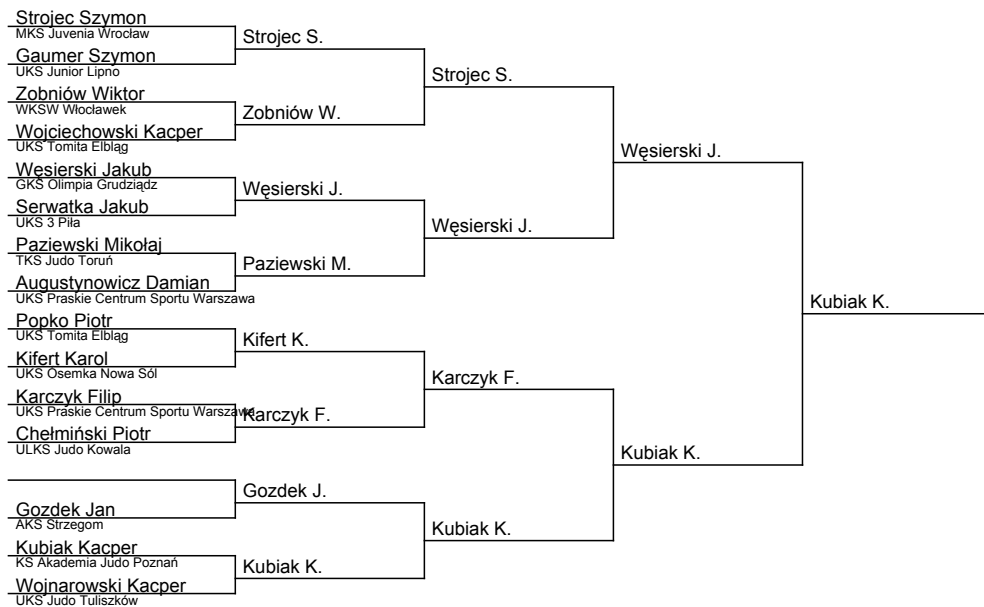 Strojec Szymon
MKS Juvenia Wrocław
Gaumer Szymon
UKS Junior Lipno
Zobniów Wiktor
WKSW Włocławek
Wojciechowski Kacper
UKS Tomita Elbląg
Węsierski Jakub
GKS Olimpia Grudziądz
Serwatka Jakub
UKS 3 Piła
Paziewski Mikołaj
TKS Judo Toruń
Augustynowicz Damian
UKS Praskie Centrum Sportu Warszawa
Popko Piotr
UKS Tomita Elbląg
Kifert Karol
UKS Ósemka Nowa Sól
Karczyk Filip
UKS Praskie Centrum Sportu Warszawa
Chełmiński Piotr
ULKS Judo Kowala
Gozdek Jan
AKS Strzegom
Kubiak Kacper
KS Akademia Judo Poznań
Wojnarowski Kacper
UKS Judo Tuliszków
Strojec S.
Zobniów W.
Węsierski J.
Paziewski M.
Kifert K.
Karczyk F.
Gozdek J.
Kubiak K.
Strojec S.
Węsierski J.
Karczyk F.
Kubiak K.
Węsierski J.
Kubiak K.
Kubiak K.